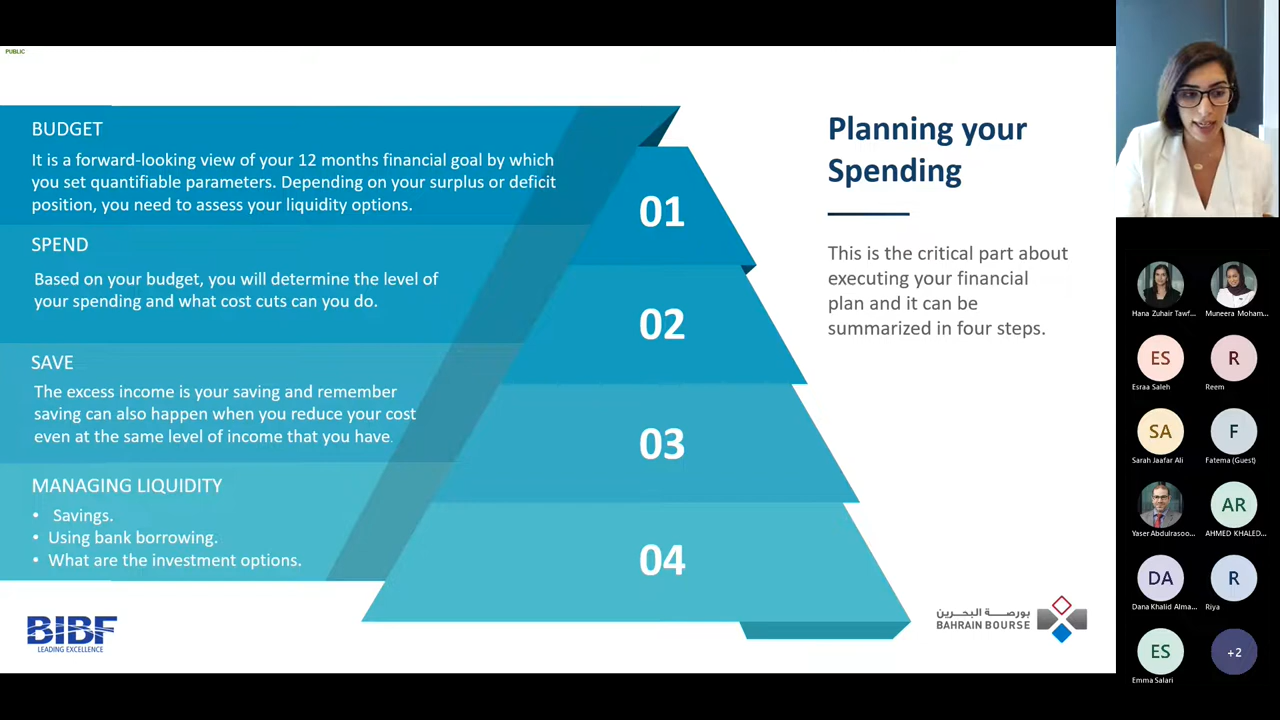 PUBLIC
BUDGET
It is a forward-looking view of your 12 months financial goal by which
you set quantifiable parameters. Depending on your surplus or deficit
position, you need to assess your liquidity options.
SPEND
Based on your budget, you will determine the level of
your spending and what cost cuts can you do.
SAVE
The excess income is your saving and remember
saving can also happen when you reduce your cost
even at the same level of income that you have.
MANAGING LIQUIDITY
• Savings.
• Using bank borrowing.
• What are the investment options.
01
02
03
04
Planning your
Spending
This is the critical part about
executing your financial
plan and it can be
summarized in four steps.
BIBF
LEADING EXCELLENCE
بورصة البحرين
BAHRAIN BOURSE
Hana Zuhair Tawf...
Muneera Moham...
ES
Esraa Saleh
R
Reem
SA
Sarah Jaafar Ali
F
Fatema (Guest)
Yaser Abdulrasoo...
AR
AHMED KHALED...
DA
Dana Khalid Alma...
R
Riya
ES
Emma Salari
+2